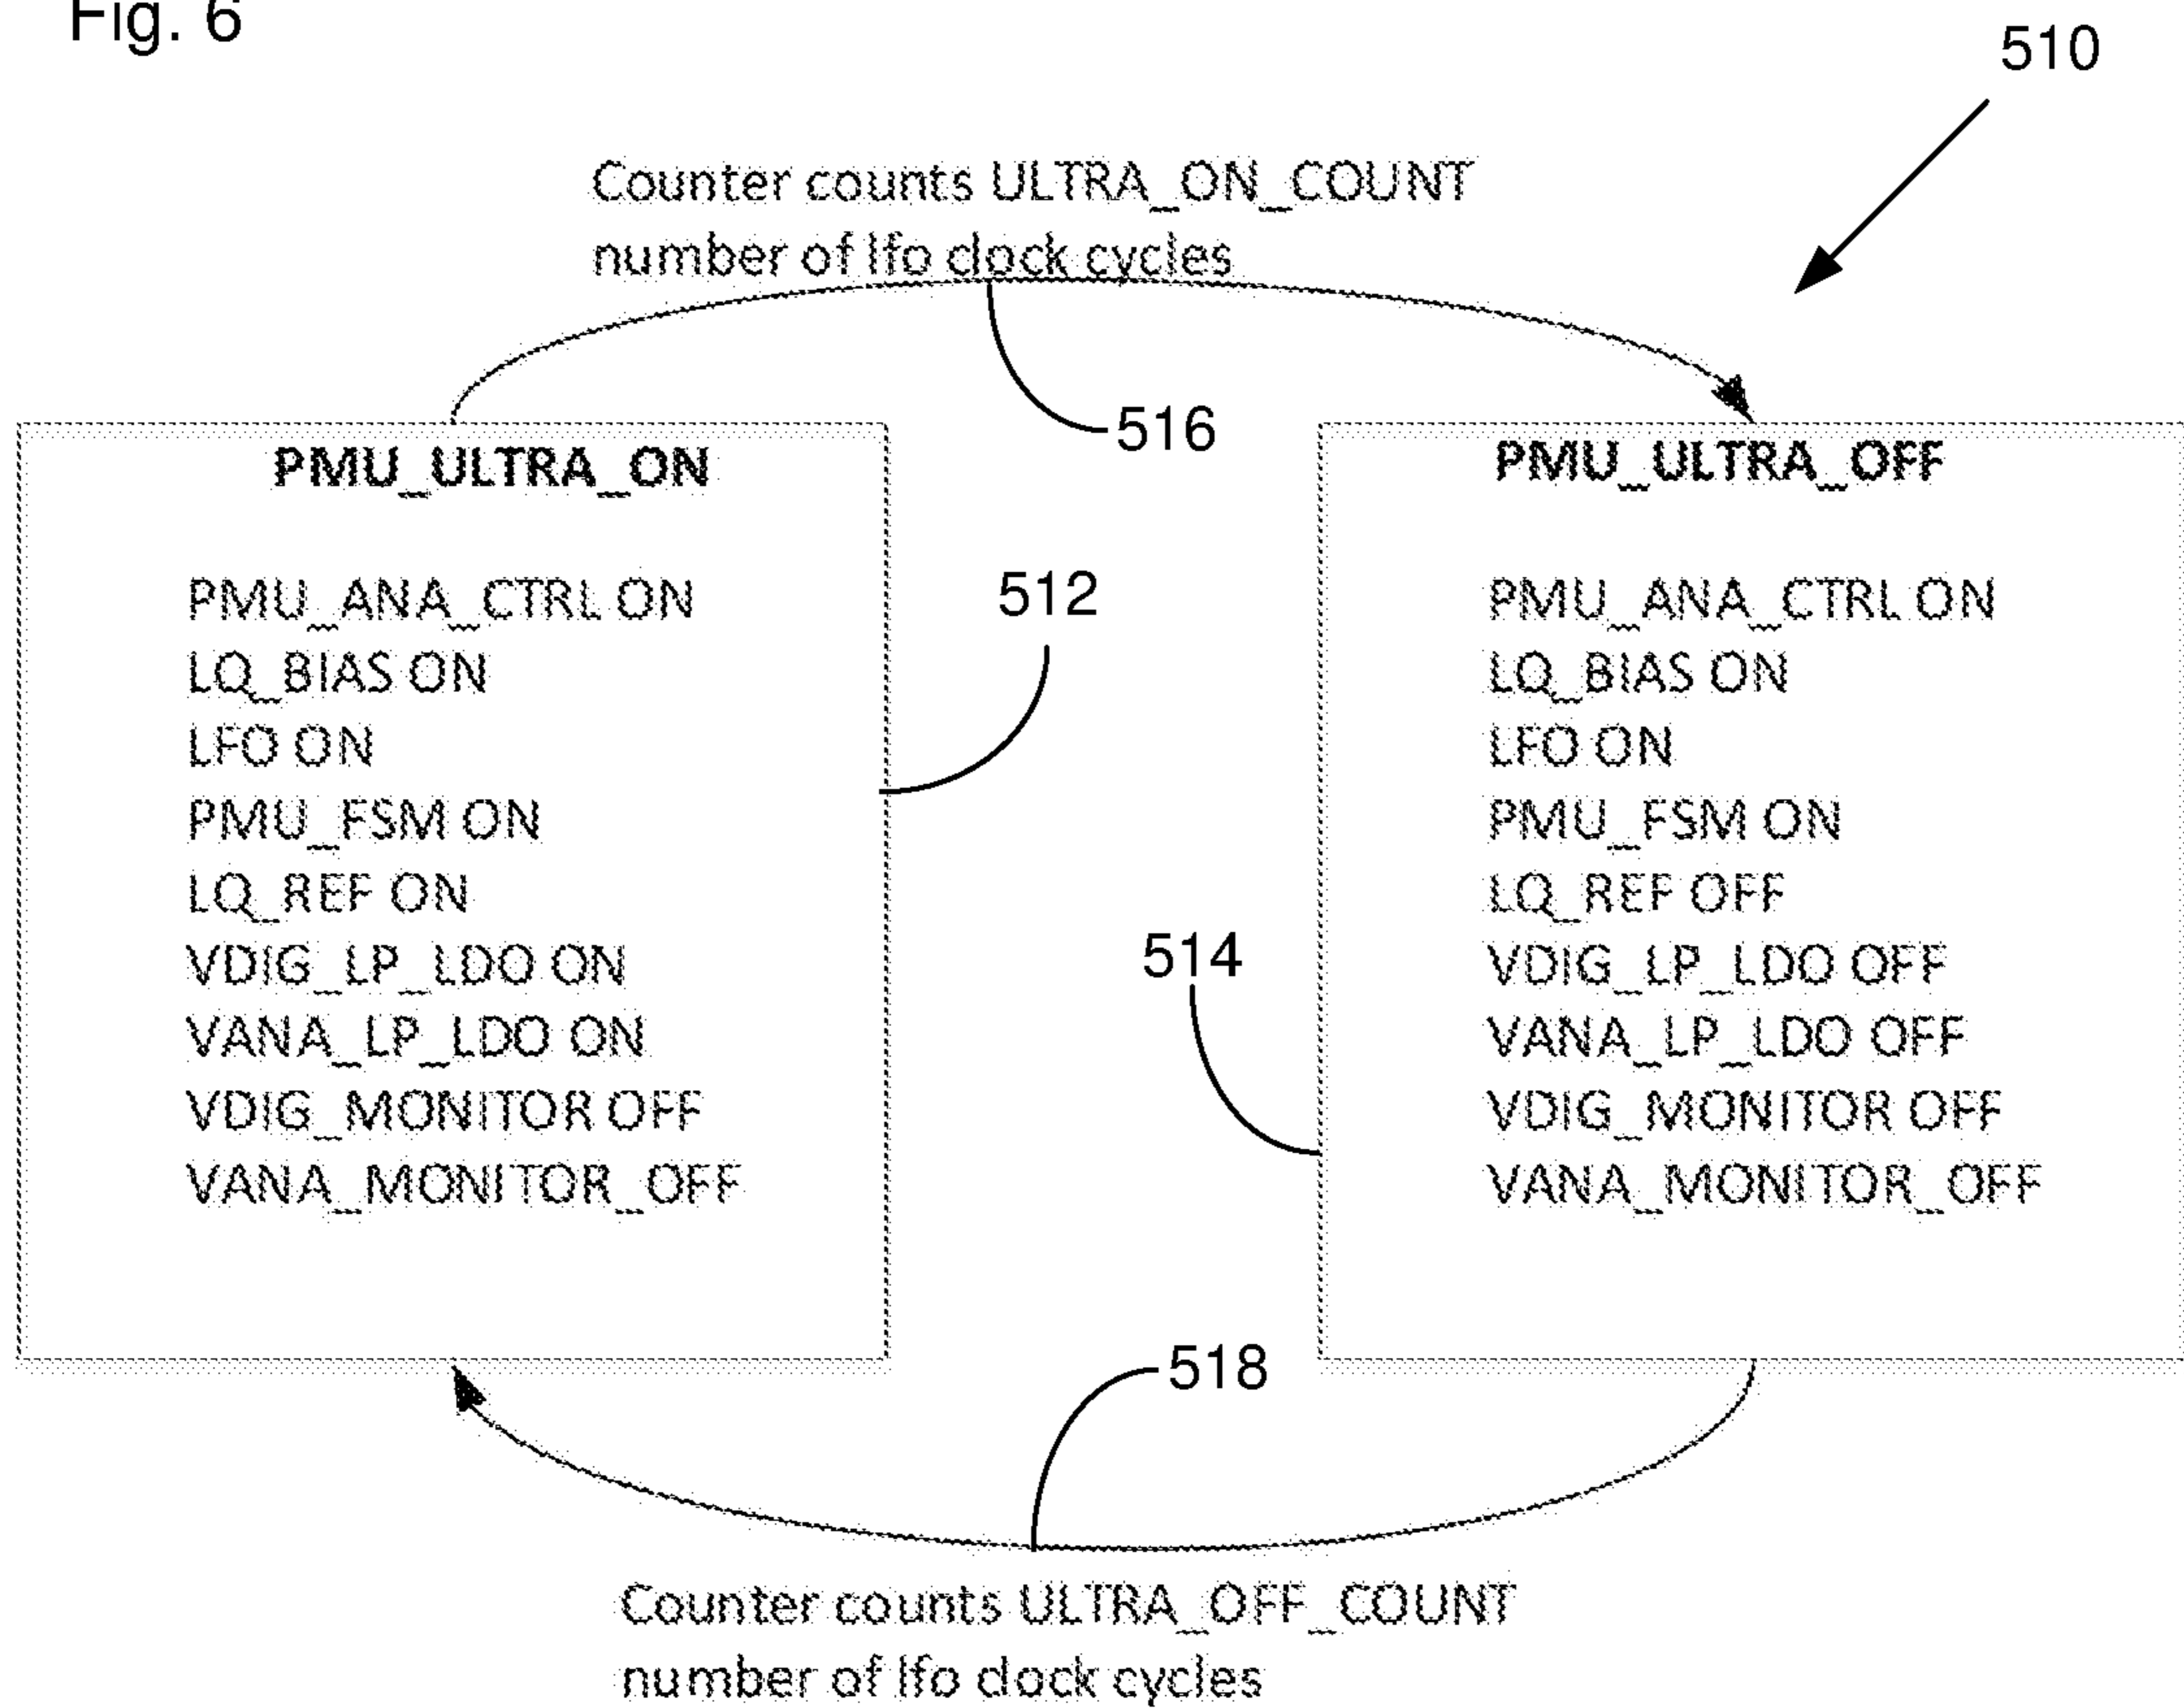 Fig. 6
510
Counter counts ULTRA_ON_COUNT
number of lfo clock cycles
516
PMU_ULTRA_ON
PMU_ANA_CTRL ON
LQ_BIAS ON
LFO ON
PMU_FSM ON
LQ_REF ON
VDIG_LP_LDO ON
VANA_LP_LDO ON
VDIG_MONITOR OFF
VANA_MONITOR_OFF
512
514
PMU_ULTRA_OFF
PMU_ANA_CTRL ON
LQ_BIAS ON
LFO ON
PMU_FSM ON
LQ_REF OFF
VDIG_LP_LDO OFF
VANA_LP_LDO OFF
VDIG_MONITOR OFF
VANA_MONITOR_OFF
518
Counter counts ULTRA_OFF_COUNT
number of lfo clock cycles